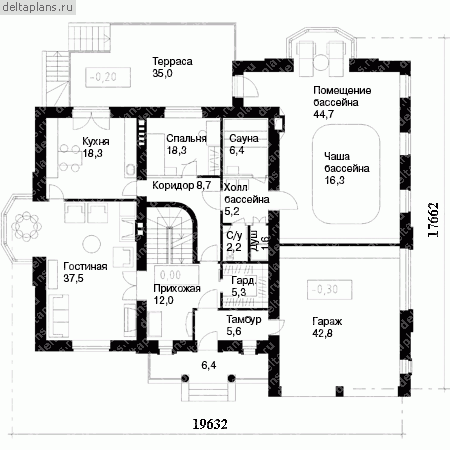 deltaplans.ru
Терраса
35,0
-0,20
Помещение
бассейна
44,7
Кухня
18,3
Спальня
18,3
Сауна
6,4
Чаша
бассейна
16,3
Коридор 8,7
Холл
бассейна
5,2
С/у
2,2
Душ
1,6
17662
Гостиная
37,5
0,00
Прихожая
12,0
Гард.
5,3
-0,30
Гараж
42,8
Тамбур
5,6
6,4
19632